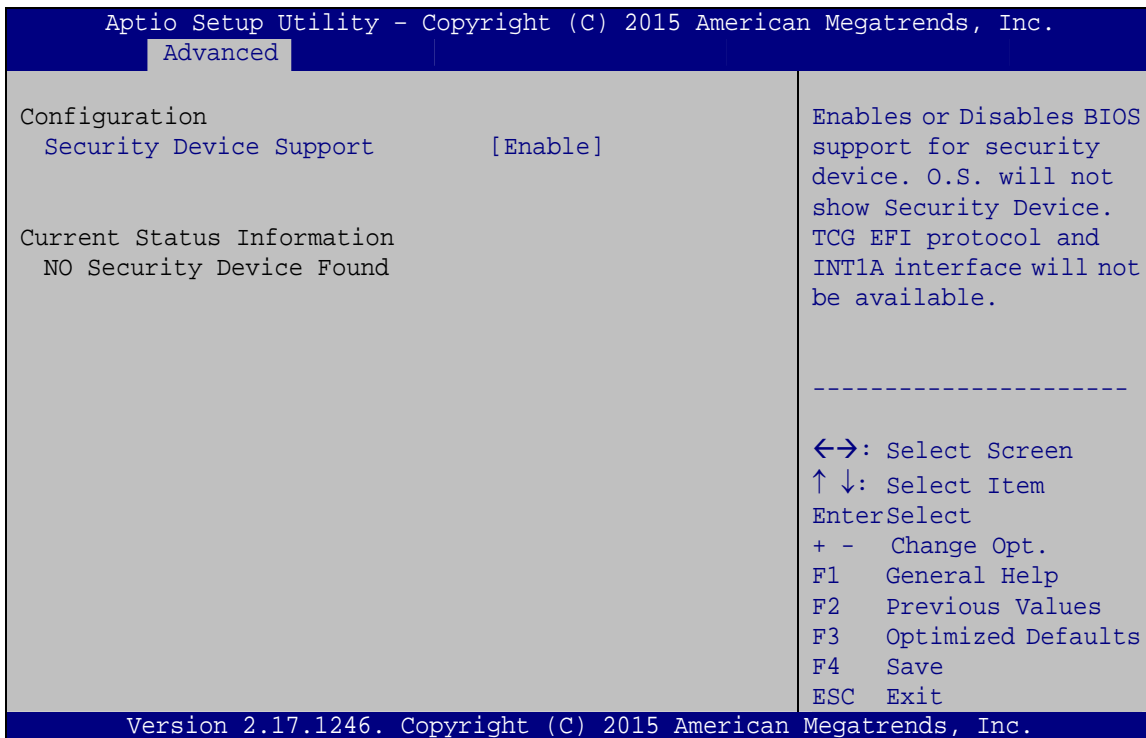 Aptio Setup Utility – Copyright (C) 2015 American Megatrends, Inc.
Advanced
Configuration
Security Device Support [Enable]
Current Status Information
NO Security Device Found
Enables or Disables BIOS
support for security
device. O.S. will not
show Security Device.
TCG EFI protocol and
INT1A interface will not
be available.
----------------------
←→: Select Screen
↑ ↓: Select Item
EnterSelect
+ - Change Opt.
F1 General Help
F2 Previous Values
F3 Optimized Defaults
F4 Save
ESC Exit
Version 2.17.1246. Copyright (C) 2015 American Megatrends, Inc.